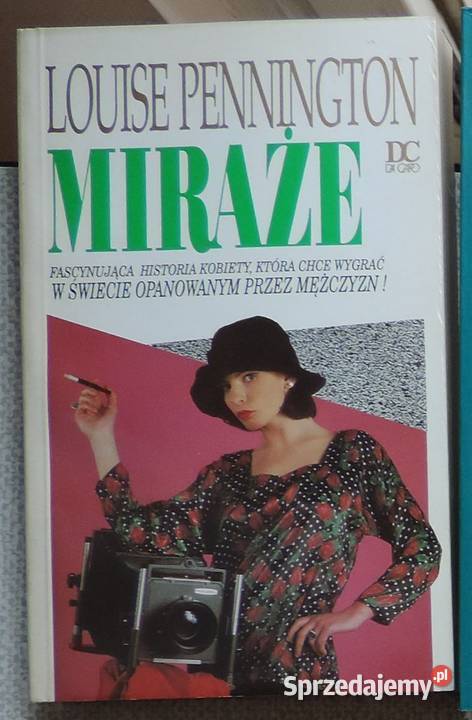 LOUISE PENNINGTON
MIRAŻE
DC
DA CAPO
FASCYNUJĄCA HISTORIA KOBIETY, KTÓRA CHCE WYGRAĆ
W ŚWIECIE OPANOWANYM PRZEZ MĘŻCZYZN !
Sprzedajemy.pl